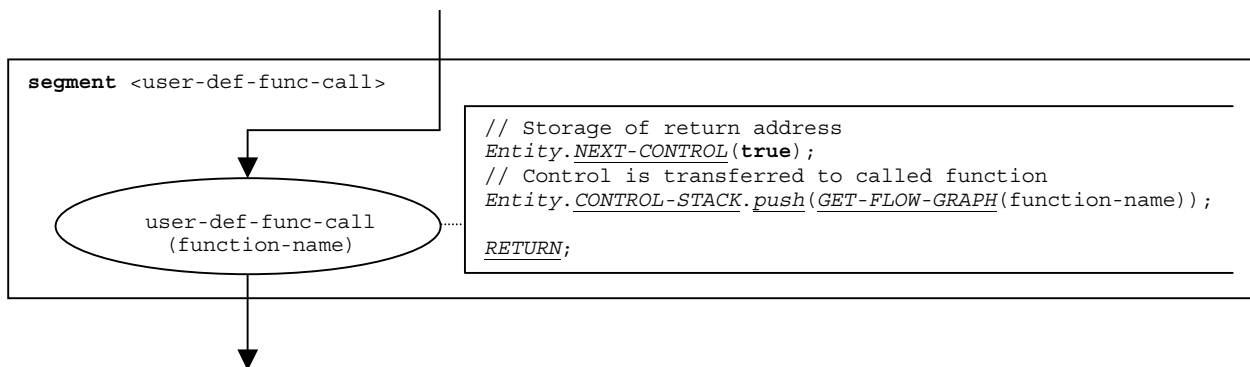 segment <user-def-func-call>
// Storage of return address
Entity.NEXT-CONTROL(true);
// Control is transferred to called function
Entity.CONTROL-STACK.push(GET-FLOW-GRAPH(function-name));
RETURN;
user-def-func-call
(function-name)